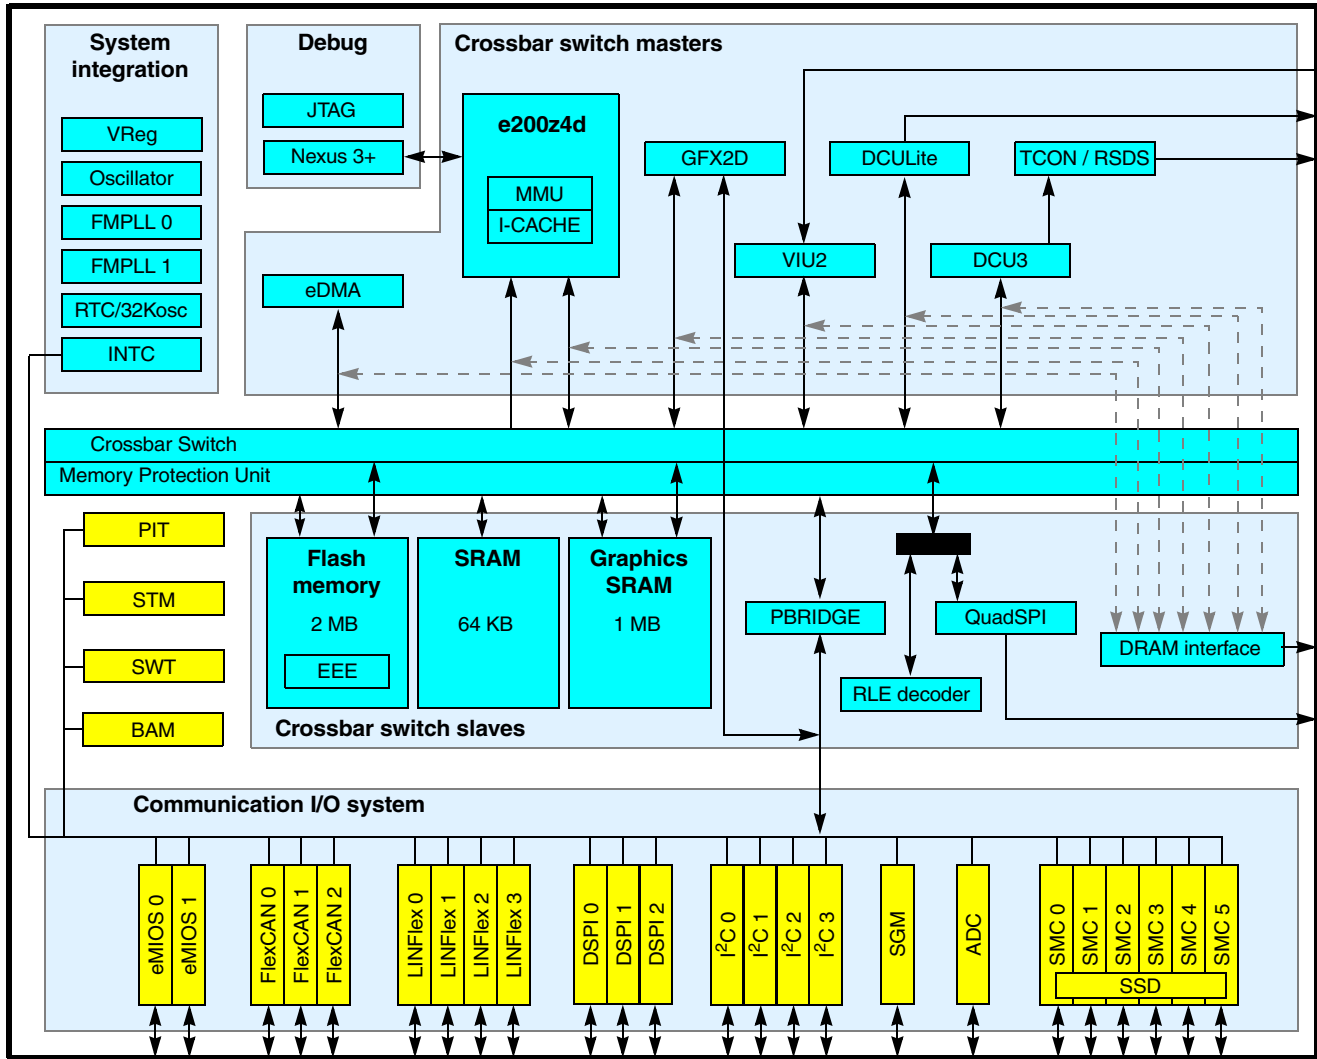 System
integration
VReg
Oscillator
FMPLL 0
FMPLL 1
RTC/32Kosc
INTC
Debug
JTAG
Nexus 3+
Crossbar switch masters
e200z4d
MMU
I-CACHE
GFX2D
DCULite
TCON / RSDS
VIU2
DCU3
eDMA
Crossbar Switch
Memory Protection Unit
PIT
STM
SWT
BAM
Flash
memory
2 MB
EEE
SRAM
64 KB
Graphics
SRAM
1 MB
PBRIDGE
QuadSPI
RLE decoder
DRAM interface
Crossbar switch slaves
Communication I/O system
eMIOS 0
eMIOS 1
FlexCAN 0
FlexCAN 1
FlexCAN 2
LINFlex 0
LINFlex 1
LINFlex 2
LINFlex 3
DSPI 0
DSPI 1
DSPI 2
I²C 0
I²C 1
I²C 2
I²C 3
SGM
ADC
SMC 0
SMC 1
SMC 2
SMC 3
SMC 4
SMC 5
SSD